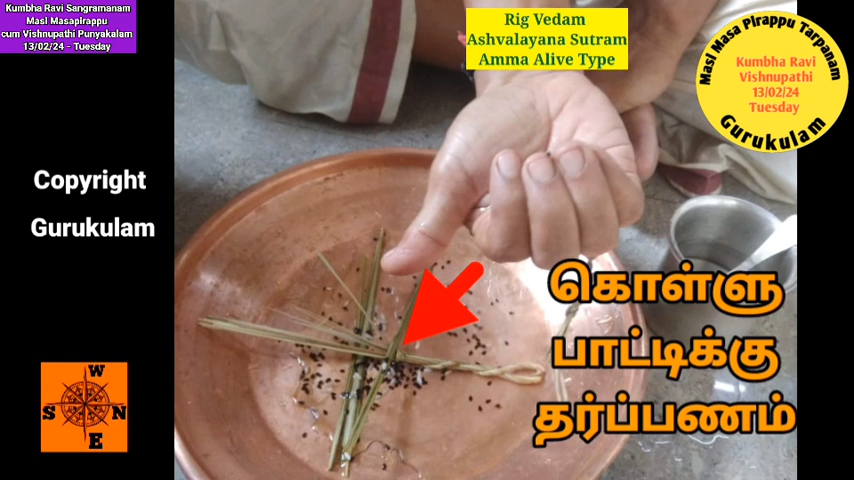 Kumbha Ravi Sangramanam
Masi Masapirappu
cum Vishnupathi Punyakalam
13/02/24 - Tuesday
Rig Vedam
Ashvalayana Sutram
Amma Alive Type
Masi Masa Pirappu Tarpanam
Kumbha Ravi
Vishnupathi
13/02/24
Tuesday
Gurukulam
Copyright
Gurukulam
கொள்ளு
பாட்டிக்கு
தர்ப்பணம்
W
S N
E